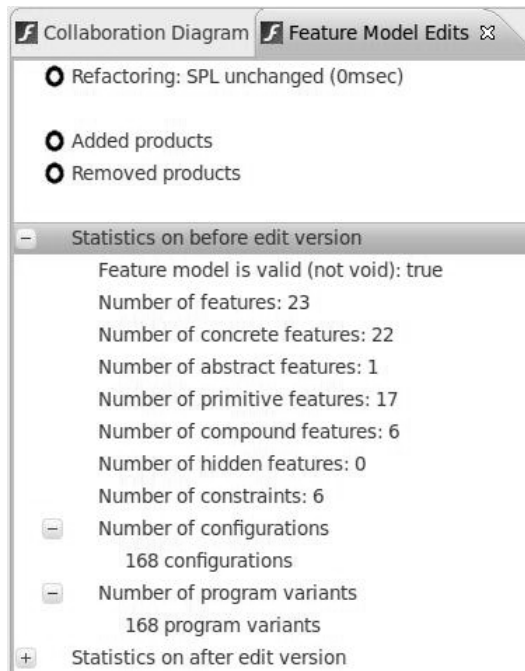 Collaboration Diagram Feature Model Edits
Refactoring: SPL unchanged (0msec)
Added products
Removed products
Statistics on before edit version
Feature model is valid (not void): true
Number of features: 23
Number of concrete features: 22
Number of abstract features: 1
Number of primitive features: 17
Number of compound features: 6
Number of hidden features: 0
Number of constraints: 6
Number of configurations
168 configurations
Number of program variants
168 program variants
Statistics on after edit version